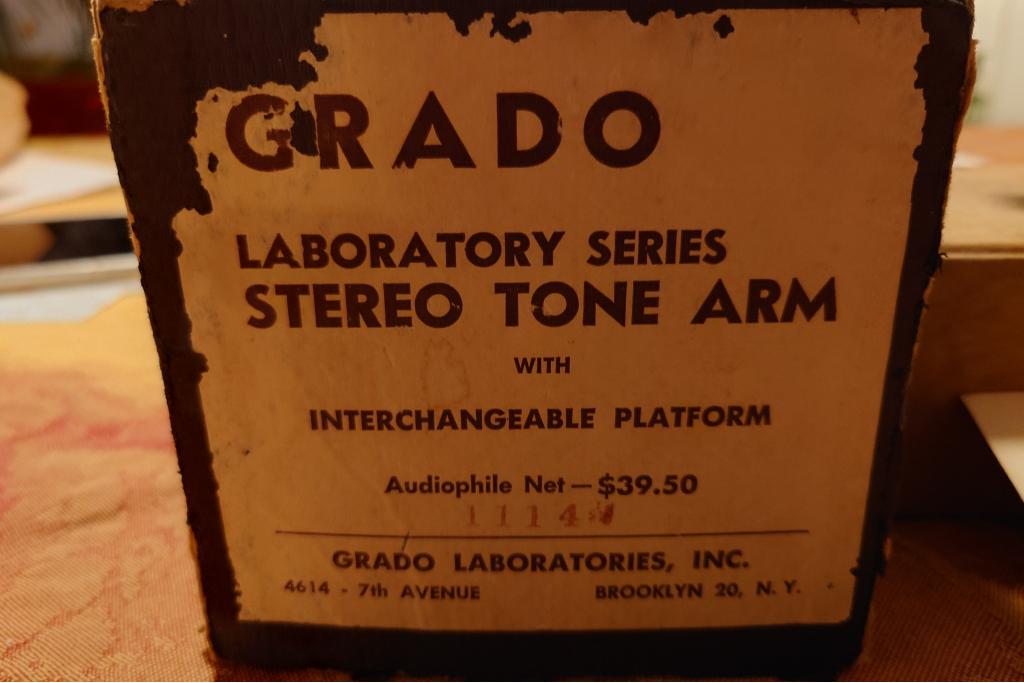 GRADO
LABORATORY SERIES
STEREO TONE ARM
WITH
INTERCHANGEABLE PLATFORM
Audiophile Net — $39.50
GRADO LABORATORIES, INC.
4614 - 7th AVENUE BROOKLYN 20, N. Y.